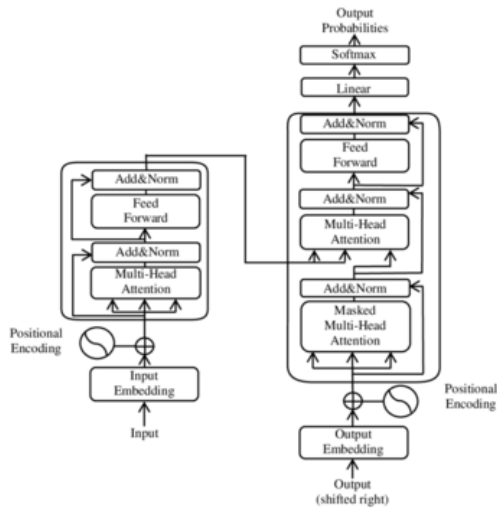 Output
Probabilities
Softmax
Linear
Add&Norm
Feed
Forward
Add&Norm
Multi-Head
Attention
Add&Norm
Masked
Multi-Head
Attention
Positional
Encoding
Output
Embedding
Output
(shifted right)
Add&Norm
Feed
Forward
Add&Norm
Multi-Head
Attention
Positional
Encoding
Input
Embedding
Input